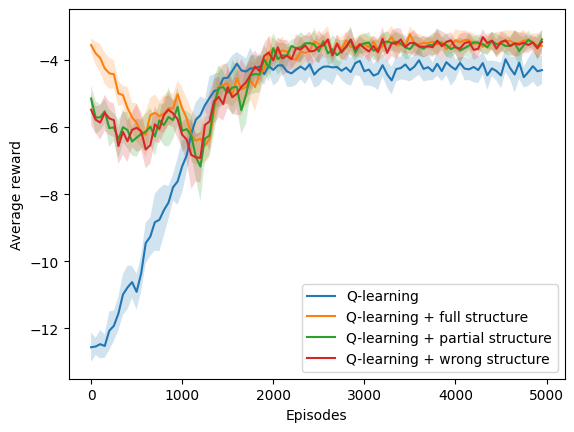 Average reward
−4
−6
−8
−10
−12
Q-learning
Q-learning + full structure
Q-learning + partial structure
Q-learning + wrong structure
0
1000
2000
3000
4000
5000
Episodes